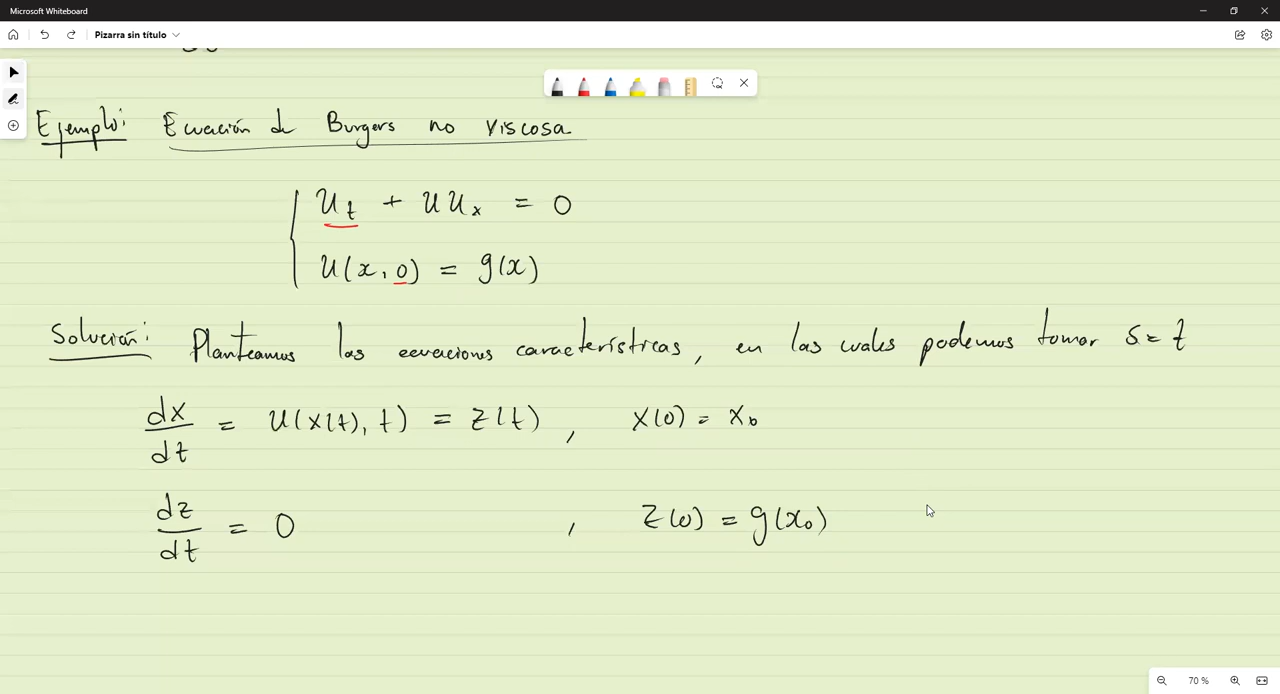 Microsoft Whiteboard
Pizarra sin título
Ejemplo: Ecuación de Burgers no viscosa
u_t + u u_x = 0
u(x, 0) = g(x)
Solución: Planteamos las ecuaciones características, en las cuales podemos tomar s = t
dx/dt = u(x(t), t) = z(t), x(0) = x_0
dz/dt = 0, z(0) = g(x_0)
70 %